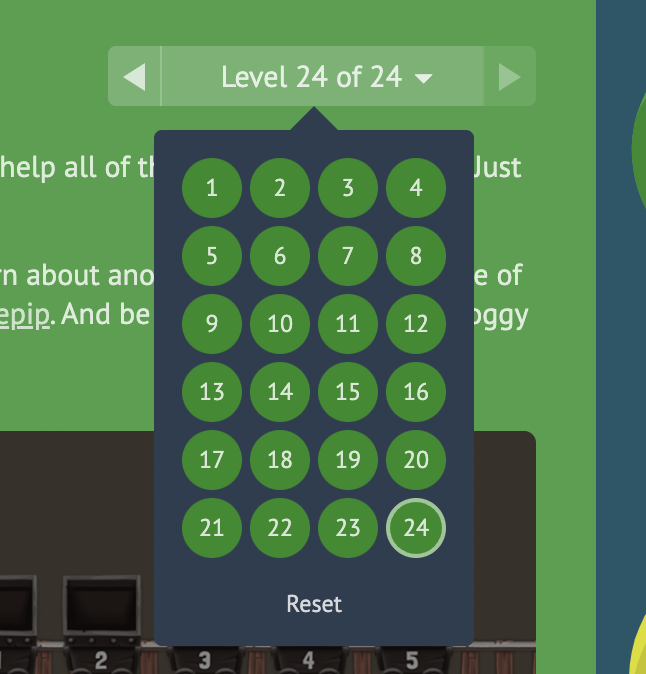 Level 24 of 24
help all of th
Just
1 2 3 4
5 6 7 8
rn about ano
e of
epip. And be
oggy
9 10 11 12
13 14 15 16
17 18 19 20
21 22 23 24
Reset
2 3 4 5